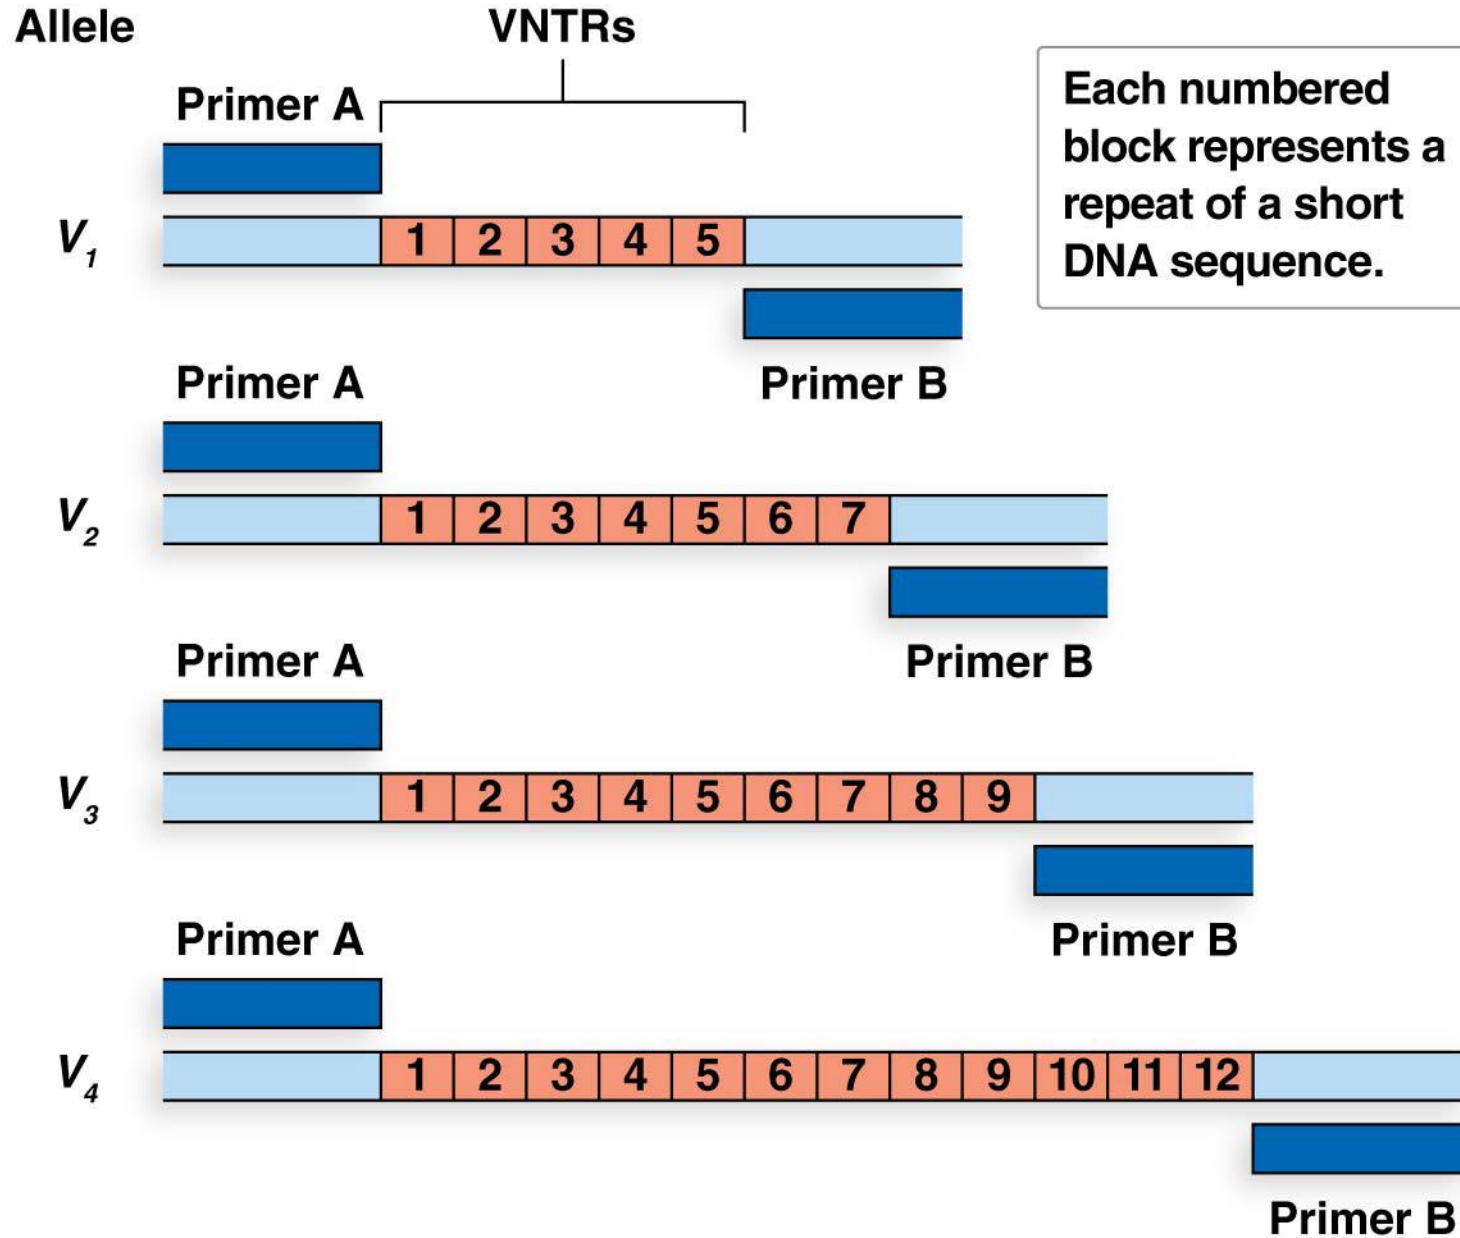 Allele
VNTRs
Each numbered
block represents a
repeat of a short
DNA sequence.
Primer A
V1
1 2 3 4 5
Primer B
Primer A
V2
1 2 3 4 5 6 7
Primer B
Primer A
V3
1 2 3 4 5 6 7 8 9
Primer B
Primer A
V4
1 2 3 4 5 6 7 8 9 10 11 12
Primer B